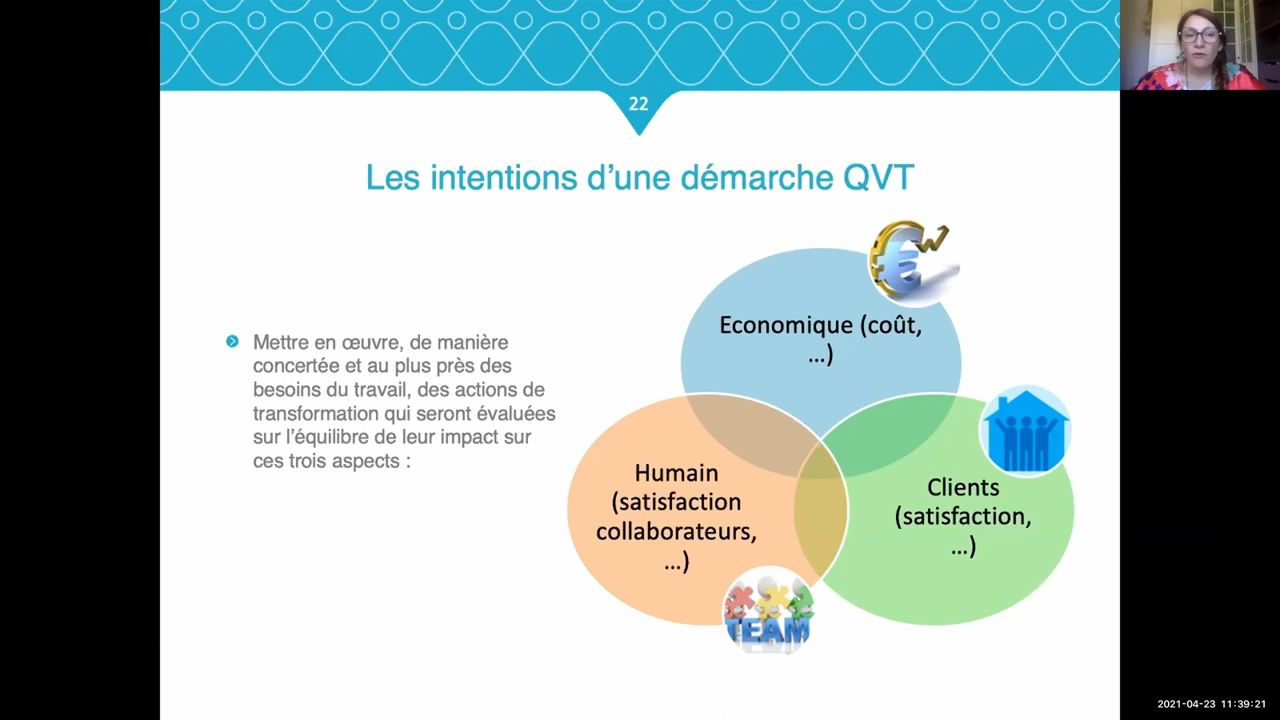 22
Les intentions d’une démarche QVT
Mettre en œuvre, de manière
concertée et au plus près des
besoins du travail, des actions de
transformation qui seront évaluées
sur l’équilibre de leur impact sur
ces trois aspects :
Economique (coût,
...)
Humain
(satisfaction
collaborateurs,
...)
TEAM
Clients
(satisfaction,
...)
2021-04-23 11:39:21